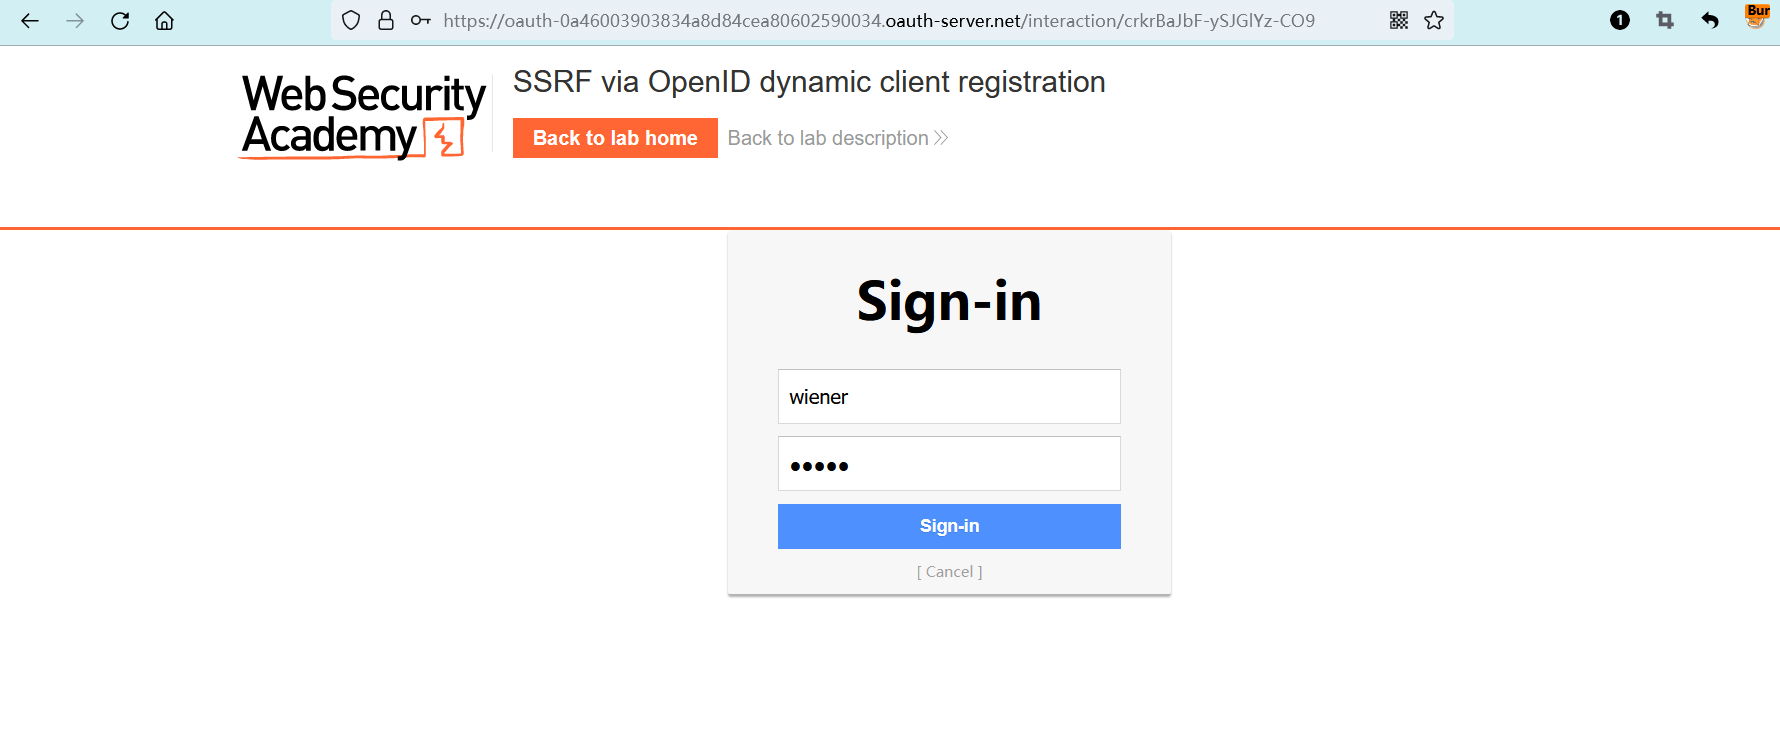 https://oauth-0a46003903834a8d84cea80602590034.oauth-server.net/interaction/crkrBaJbF-ySJGlYz-CO9
1
Bur
Web Security
Academy
SSRF via OpenID dynamic client registration
Back to lab home
Back to lab description
Sign-in
wiener
Sign-in
[ Cancel ]